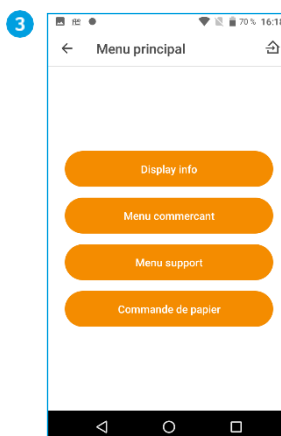 3
70 % 16:18
Menu principal
Display info
Menu commercant
Menu support
Commande de papier